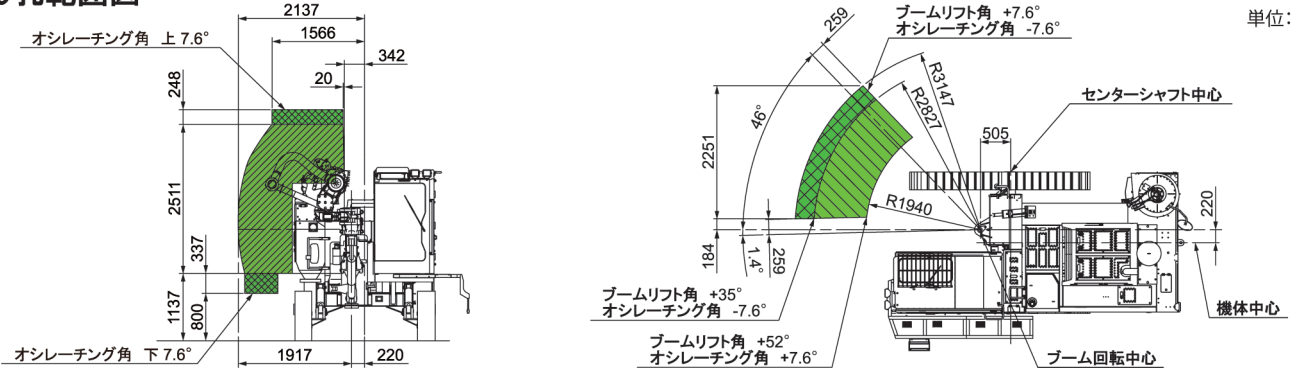 孔範囲図
単位:
2137
1566
342
20
オシレーチング角 上 7.6°
248
2511
337
1137
800
オシレーチング角 下 7.6°
1917
220
259
ブームリフト角 +7.6°
オシレーチング角 -7.6°
R3147
R2827
46°
2251
センターシャフト中心
505
R1940
220
184
1.4°
259
ブームリフト角 +35°
オシレーチング角 -7.6°
機体中心
ブームリフト角 +52°
オシレーチング角 +7.6°
ブーム回転中心